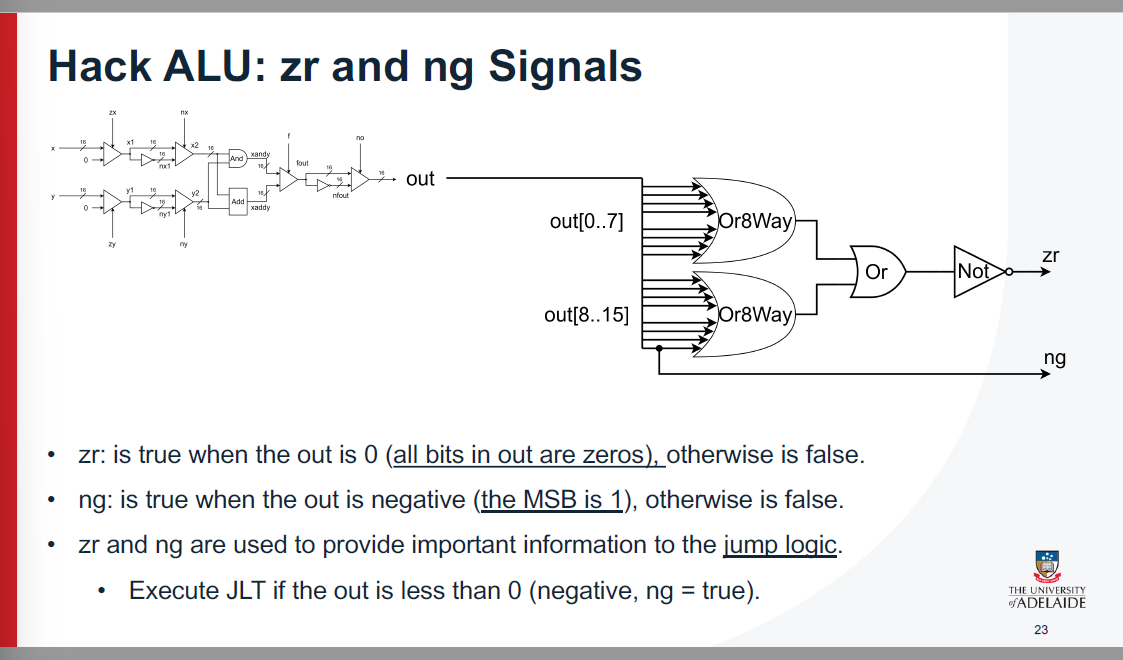 Hack ALU: zr and ng Signals
zx
nx
x
16
0
x1
16
16
nx1
x2
16
And
xandy
16
f
fout
16
16
nfout
no
16
out
y
16
0
y1
16
16
ny1
y2
16
Add
16
xaddy
zy
ny
out[0..7]
Or8Way
out[8..15]
Or8Way
Or
Not
zr
ng
• zr: is true when the out is 0 (all bits in out are zeros), otherwise is false.
• ng: is true when the out is negative (the MSB is 1), otherwise is false.
• zr and ng are used to provide important information to the jump logic.
• Execute JLT if the out is less than 0 (negative, ng = true).
THE UNIVERSITY
of ADELAIDE
23